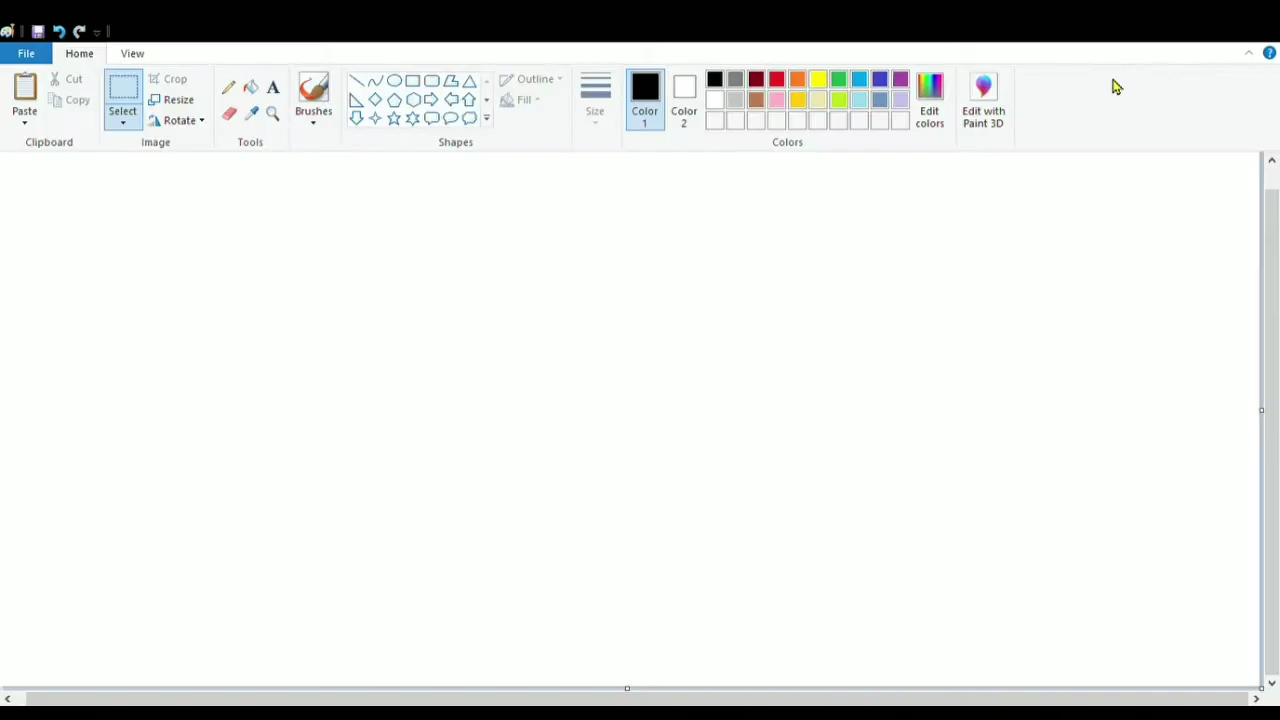 File Home View
Paste Cut Copy
Clipboard
Select Crop Resize Rotate
Image
A
Tools
Brushes
Shapes
Outline Fill
Size
Color 1
Color 2
Edit colors
Colors
Edit with Paint 3D
?